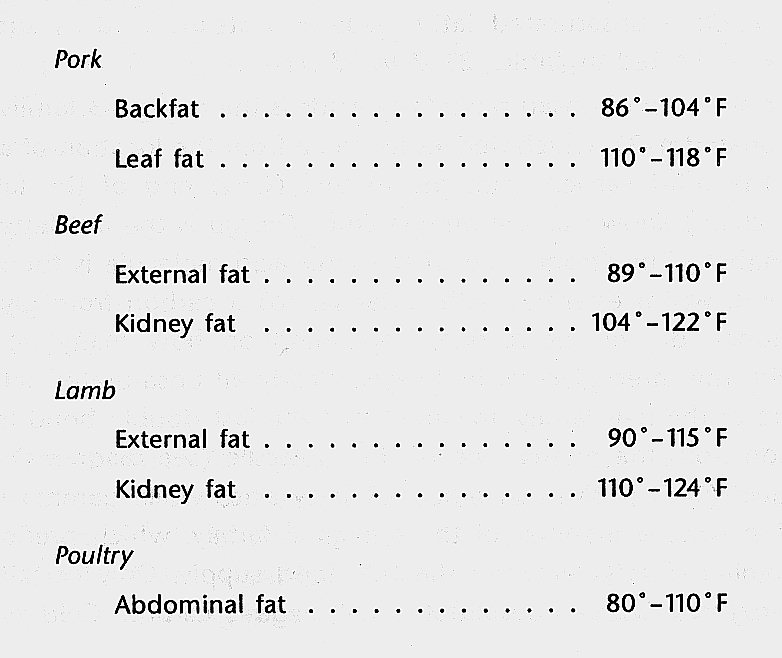 Pork
Backfat . . . . . . . . . . . . . . . . . 86°–104°F
Leaf fat . . . . . . . . . . . . . . . . . 110°–118°F
Beef
External fat . . . . . . . . . . . . . . . 89°–110°F
Kidney fat . . . . . . . . . . . . . . . 104°–122°F
Lamb
External fat . . . . . . . . . . . . . . . 90°–115°F
Kidney fat . . . . . . . . . . . . . . . 110°–124°F
Poultry
Abdominal fat . . . . . . . . . . . . . 80°–110°F